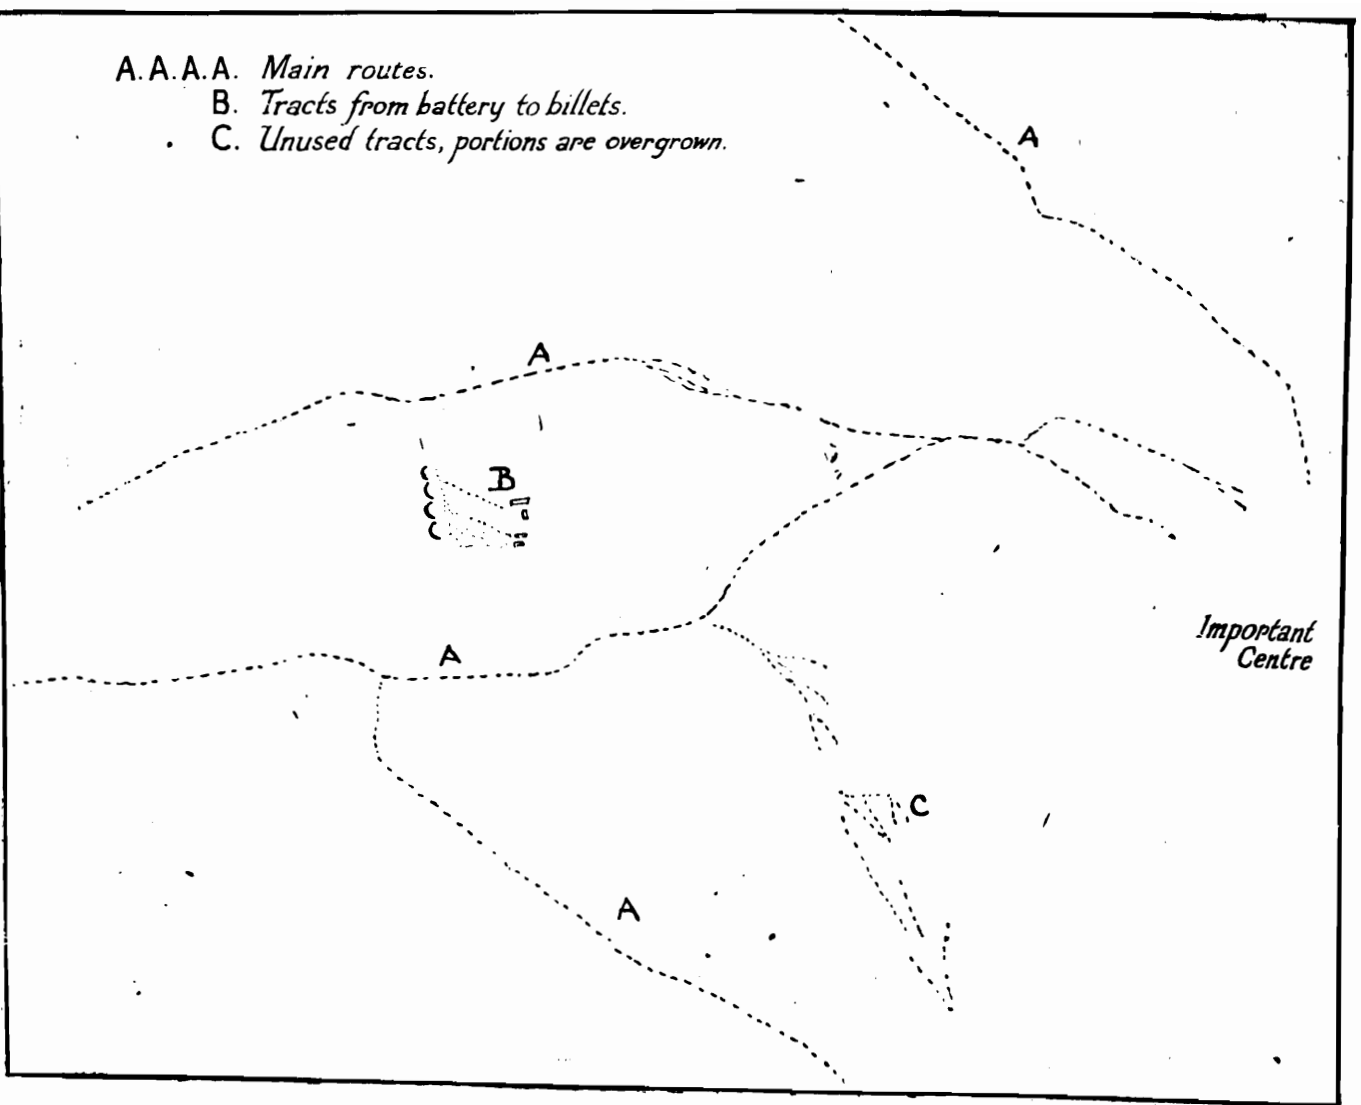 A.A.A.A. Main routes.
B. Tracts from battery to billets.
C. Unused tracts, portions are overgrown.
A
A
B
Important
Centre
A
C
A